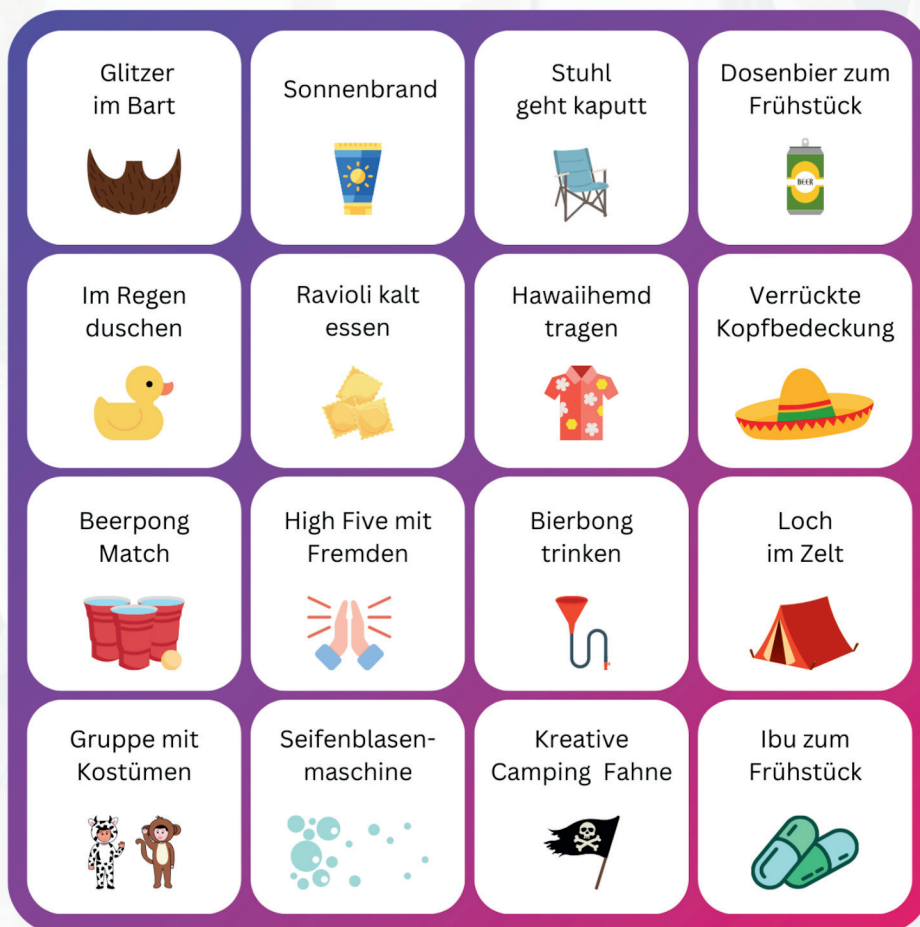 Glitzer
im Bart
Sonnenbrand
Stuhl
geht kaputt
Dosenbier zum
Frühstück
BEER
Im Regen
duschen
Ravioli kalt
essen
Hawaiihemd
tragen
Verrückte
Kopfbedeckung
Beerpong
Match
High Five mit
Fremden
Bierbong
trinken
Loch
im Zelt
Gruppe mit
Kostümen
Seifenblasen-
maschine
Kreative
Camping Fahne
Ibu zum
Frühstück